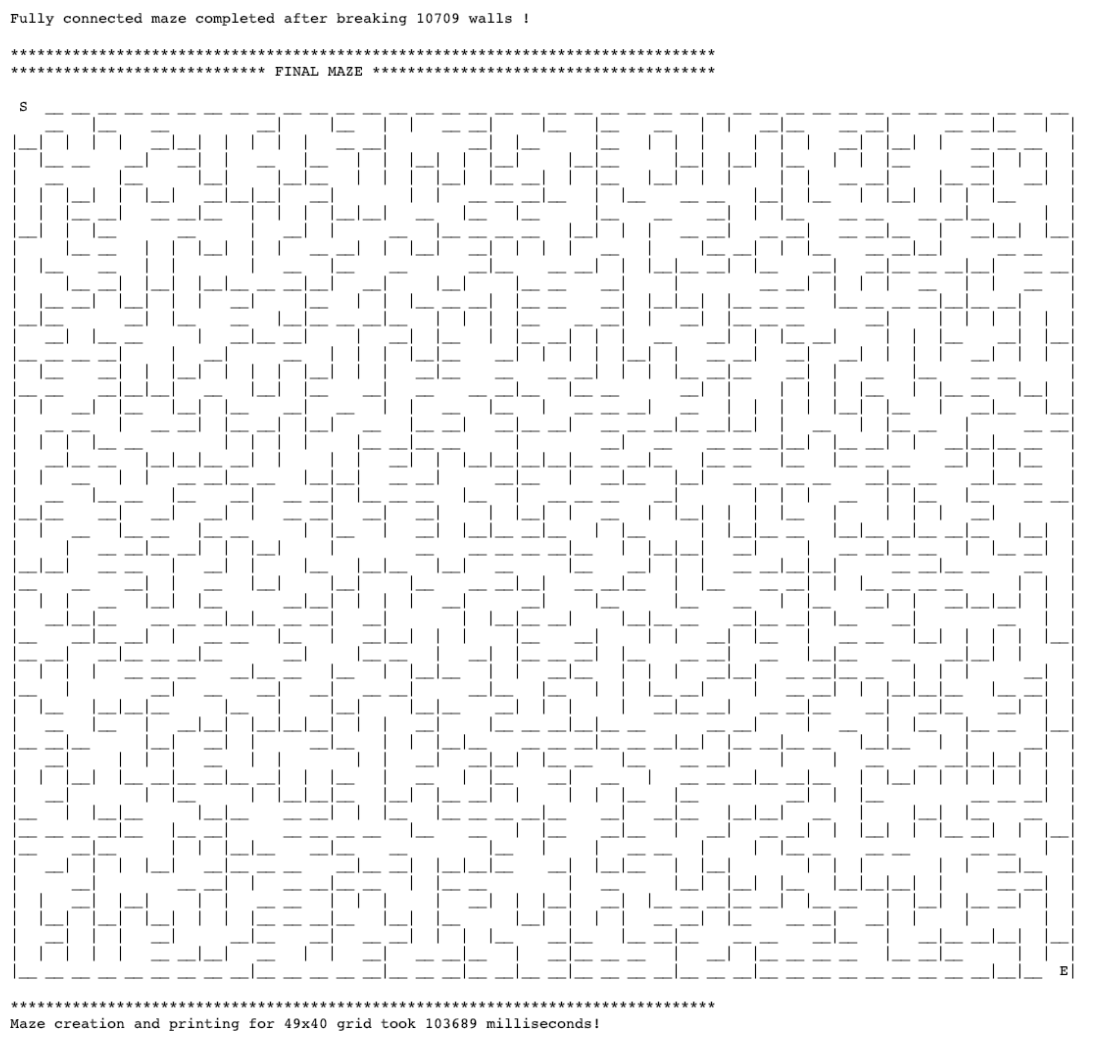 Fully connected maze completed after breaking 10709 walls !
********************************************************************************
***************************** FINAL MAZE ***************************************
S
E
********************************************************************************
Maze creation and printing for 49x40 grid took 103689 milliseconds!